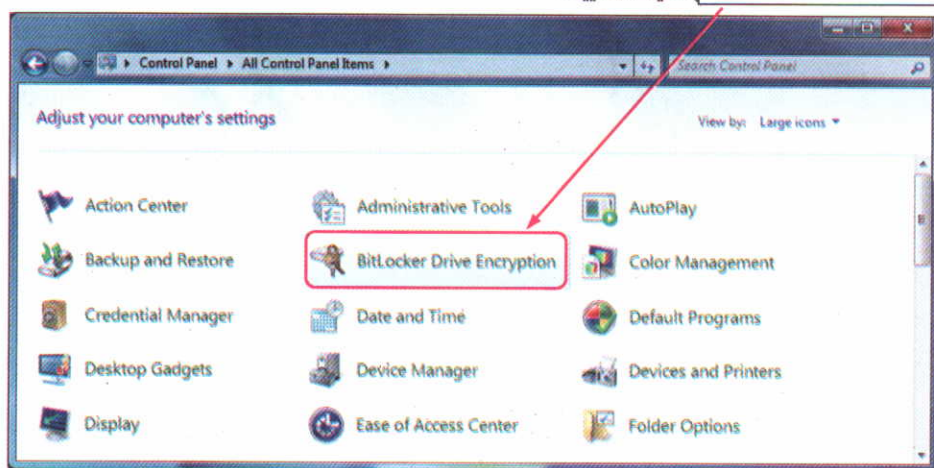 Control Panel ▸ All Control Panel Items ▸
Search Control Panel
Adjust your computer's settings
View by: Large icons
Action Center
Administrative Tools
AutoPlay
Backup and Restore
BitLocker Drive Encryption
Color Management
Credential Manager
Date and Time
Default Programs
Desktop Gadgets
Device Manager
Devices and Printers
Display
Ease of Access Center
Folder Options